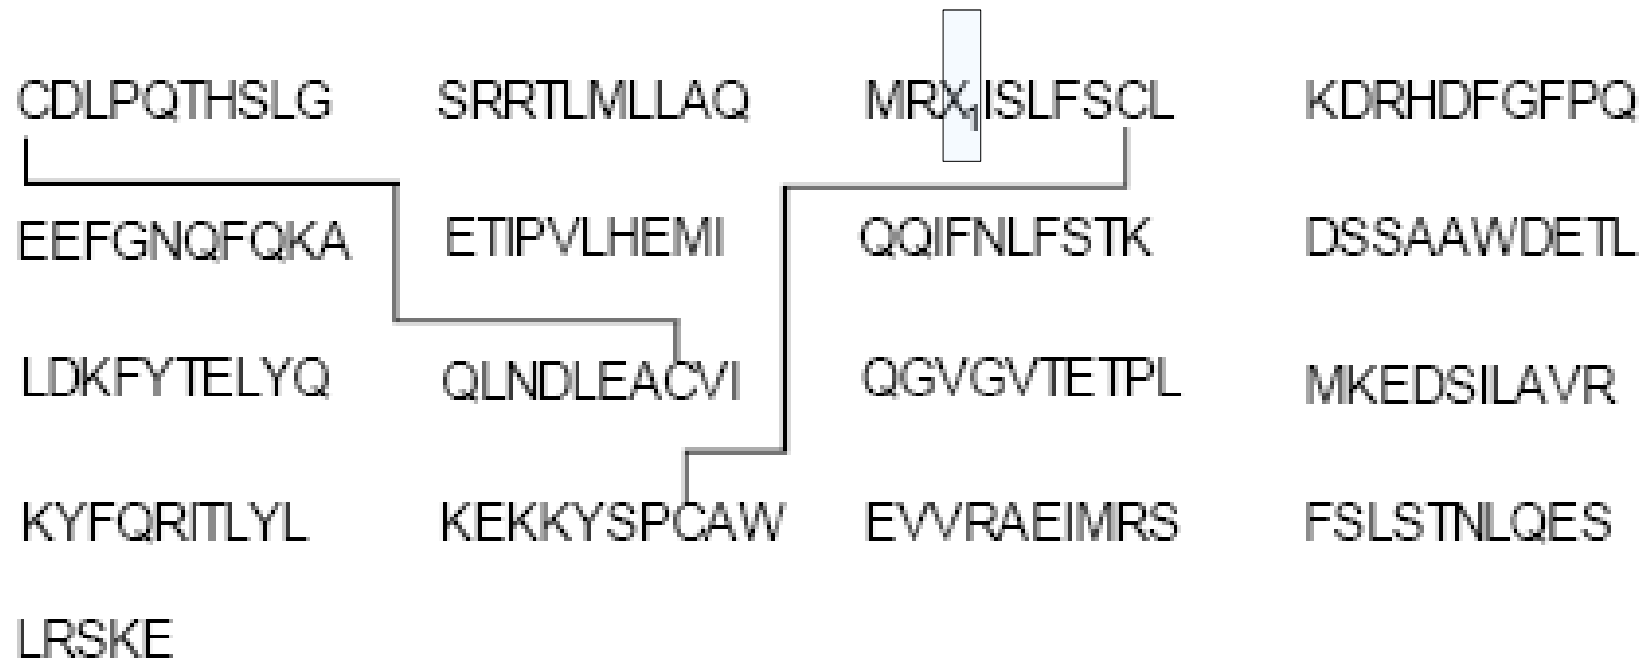 CDLPQTHSLG SRRTLMLLAQ MRX₁ISLFSCL KDRHDFGFPQ
EEFGNQFQKA ETIPVLHEMI QQIFNLFSTK DSSAAWDETL
LDKFYTELYQ QLNDLEACVI QGVGVTETPL MKEDSILAVR
KYFQRITLYL KEKKYSPCAW EVVRAEIMRS FSLSTNLQES
LRSKE